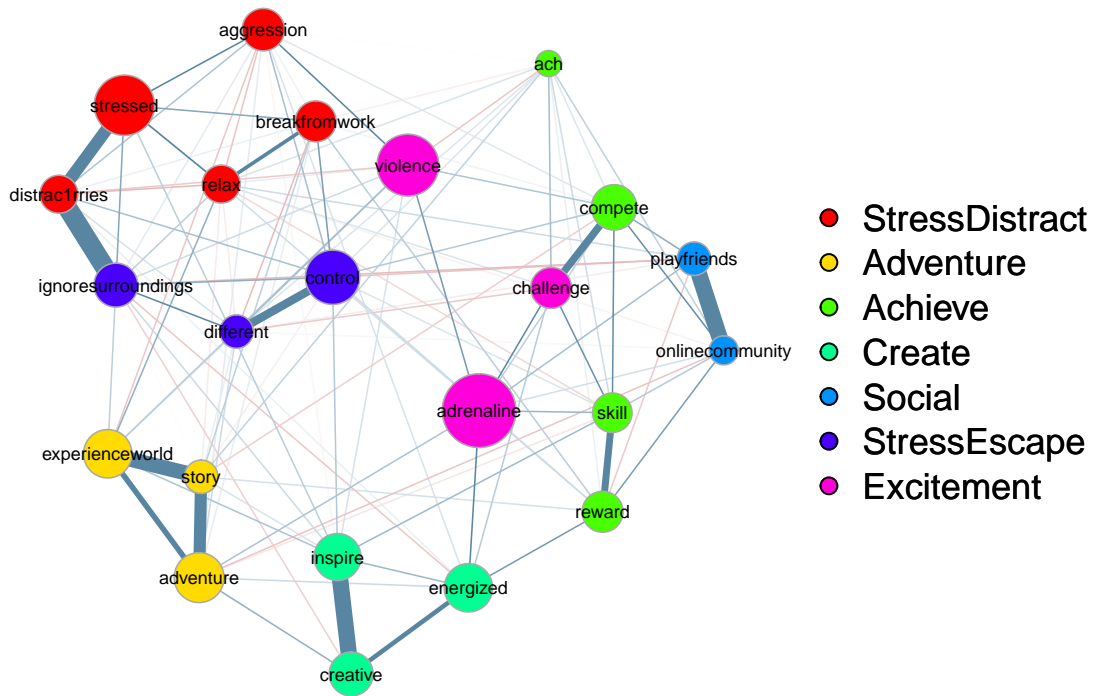 aggression
ach
stressed
breakfromwork
violence
distrac1rries
relax
compete
playfriends
ignoresurroundings
control
challenge
different
onlinecommunity
adrenaline
skill
experienceworld
story
reward
inspire
adventure
energized
creative
StressDistract
Adventure
Achieve
Create
Social
StressEscape
Excitement